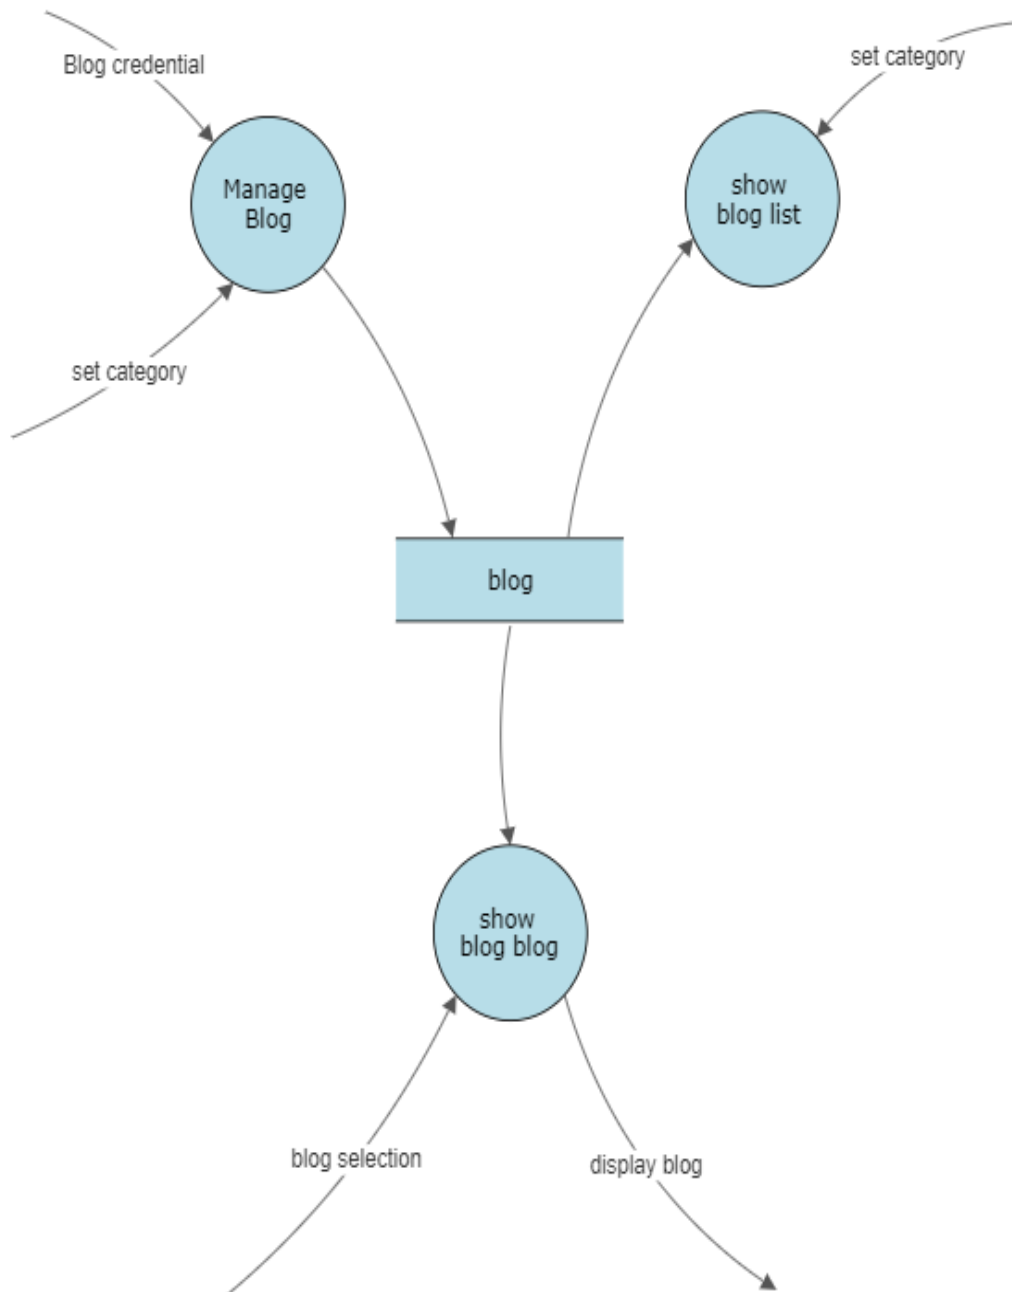 Blog credential
set category
Manage
Blog
show
blog list
set category
blog
show
blog blog
blog selection
display blog